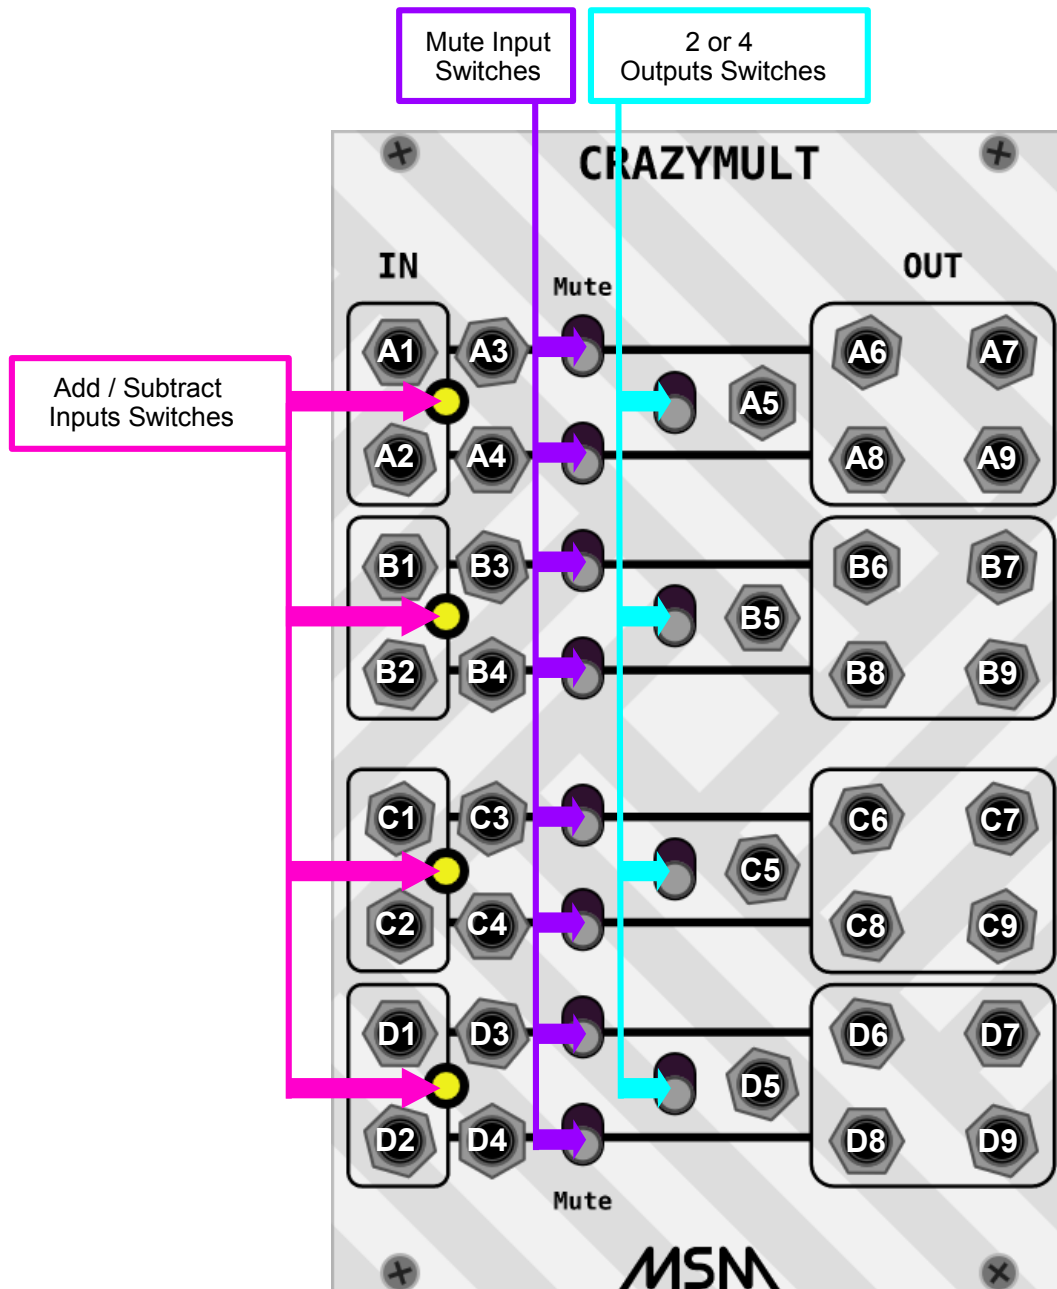 Mute Input
Switches
2 or 4
Outputs Switches
CRAZYMULT
IN
OUT
Mute
A1 A3 A6 A7
Add / Subtract
Inputs Switches
A5
A2 A4 A8 A9
B1 B3 B6 B7
B5
B2 B4 B8 B9
C1 C3 C6 C7
C5
C2 C4 C8 C9
D1 D3 D6 D7
D5
D2 D4 D8 D9
Mute
MSM